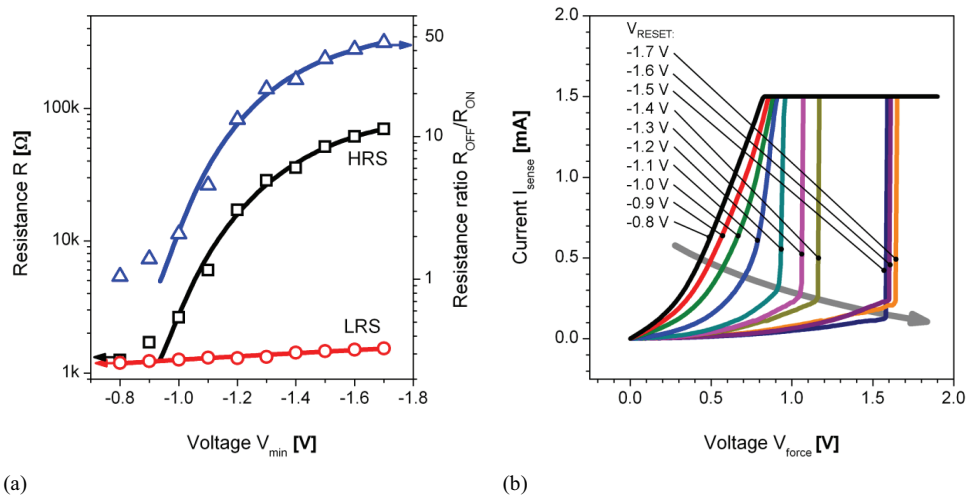 Resistance R [Ω]
100k
10k
1k
50
10
1
Resistance ratio R_OFF/R_ON
HRS
LRS
-0.8 -1.0 -1.2 -1.4 -1.6 -1.8
Voltage V_min [V]
(a)
Current I_sense [mA]
2.0
1.5
1.0
0.5
0.0
V_RESET:
-1.7 V
-1.6 V
-1.5 V
-1.4 V
-1.3 V
-1.2 V
-1.1 V
-1.0 V
-0.9 V
-0.8 V
0.0 0.5 1.0 1.5 2.0
Voltage V_force [V]
(b)